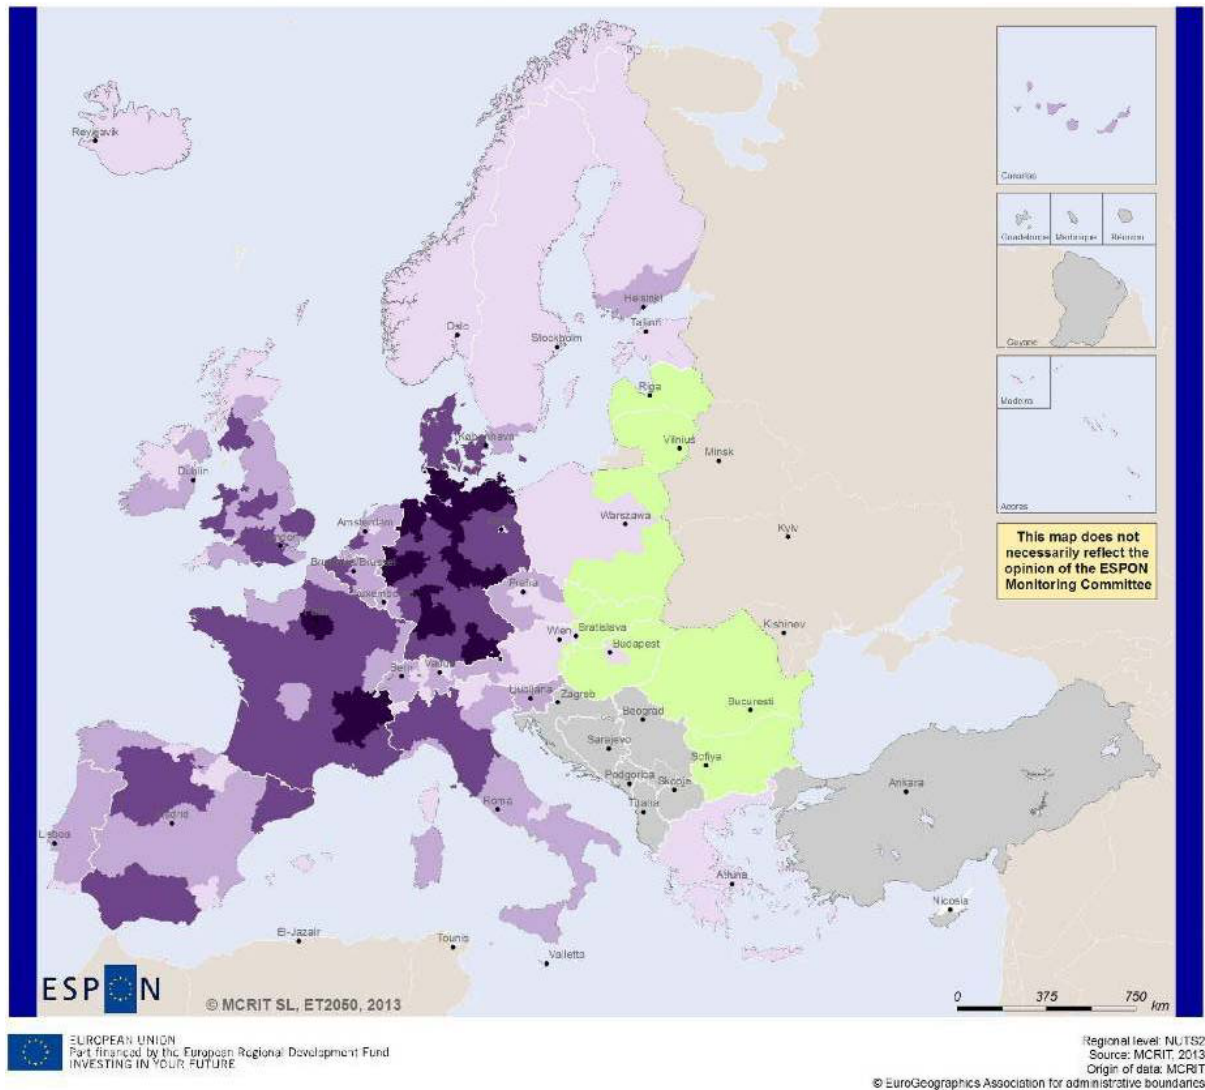 Reykjavik
Canarias
Guadeloupe
Martinique
Réunion
Guyane
Madeira
Acores
This map does not
necessarily reflect the
opinion of the ESPON
Monitoring Committee
Oslo
Stockholm
Helsinki
Tallinn
Riga
Vilnius
Minsk
København
Dublin
London
Amsterdam
Warszawa
Kyiv
Praha
Kishinev
Wien
Bratislava
Budapest
Bern
Vaduz
Ljubljana
Zagreb
Beograd
Bucuresti
Sarajevo
Sofiya
Podgorica
Skopje
Ankara
Roma
Madrid
Lisboa
Athina
Nicosia
El-Jazair
Tounis
Valletta
ESPON
© MCRIT SL, ET2050, 2013
0 375 750
km
EUROPEAN UNION
Part financed by the European Regional Development Fund
INVESTING IN YOUR FUTURE
Regional level: NUTS2
Source: MCRIT, 2013
Origin of data: MCRIT
© EuroGeographics Association for administrative boundaries